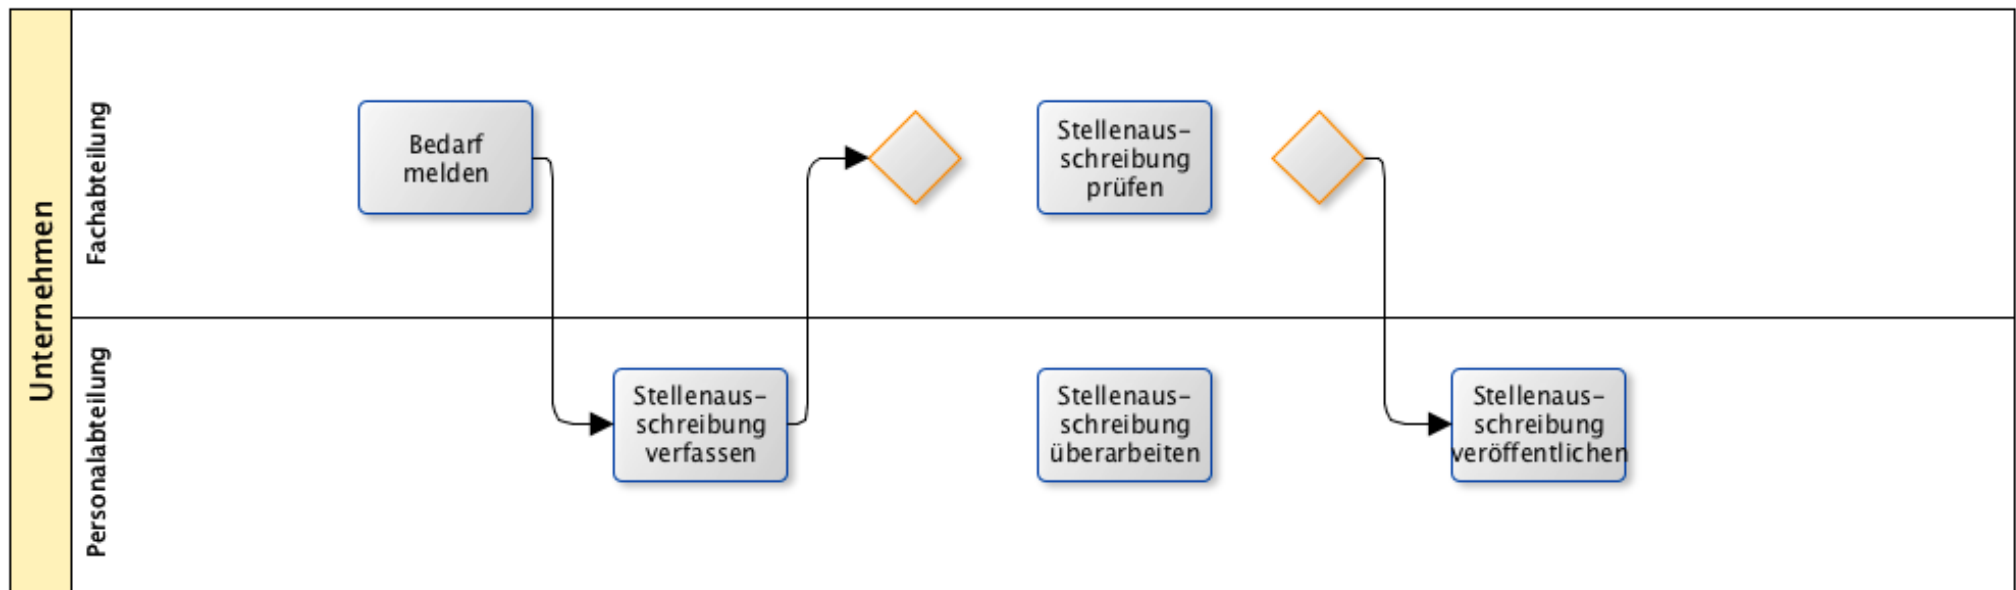 Unternehmen
Fachabteilung
Bedarf
melden
Stellenaus-
schreibung
prüfen
Personalabteilung
Stellenaus-
schreibung
verfassen
Stellenaus-
schreibung
überarbeiten
Stellenaus-
schreibung
veröffentlichen